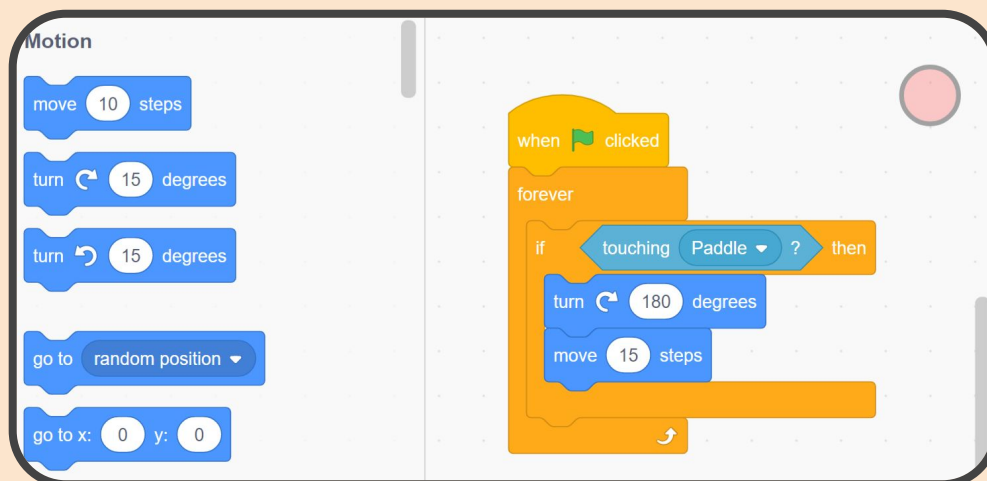 Motion
move 10 steps
turn 15 degrees
turn 15 degrees
go to random position
go to x: 0 y: 0
when clicked
forever
if touching Paddle ? then
turn 180 degrees
move 15 steps